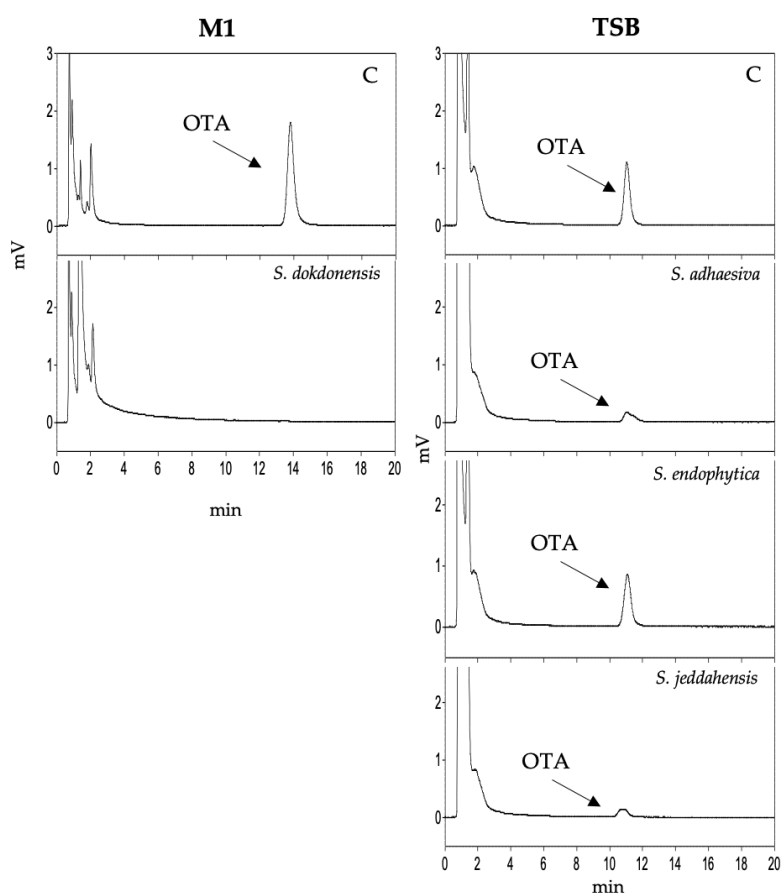 M1
3
2
1
0
C
OTA
mV
2
1
0
S. dokdonensis
0 2 4 6 8 10 12 14 16 18 20
min
TSB
3
2
1
0
C
OTA
2
1
0
S. adhaesiva
OTA
mV
2
1
0
S. endophytica
OTA
2
1
0
S. jeddahensis
OTA
0 2 4 6 8 10 12 14 16 18 20
min